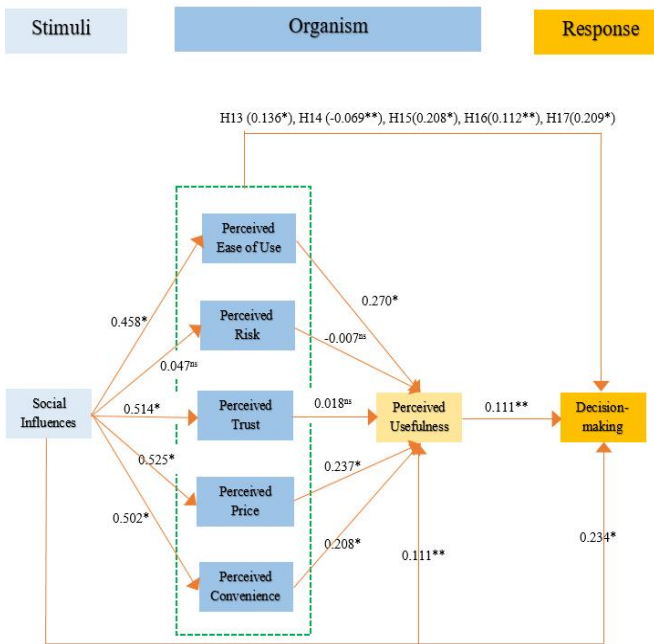 Stimuli
Organism
Response
H13 (0.136*), H14 (-0.069**), H15(0.208*), H16(0.112**), H17(0.209*)
Perceived
Ease of Use
0.458*
0.270*
Perceived
Risk
0.047ns
-0.007ns
Social
Influences
0.514*
Perceived
Trust
0.018ns
Perceived
Usefulness
0.111**
Decision-
making
0.525*
Perceived
Price
0.237*
0.502*
0.208*
Perceived
Convenience
0.111**
0.234*